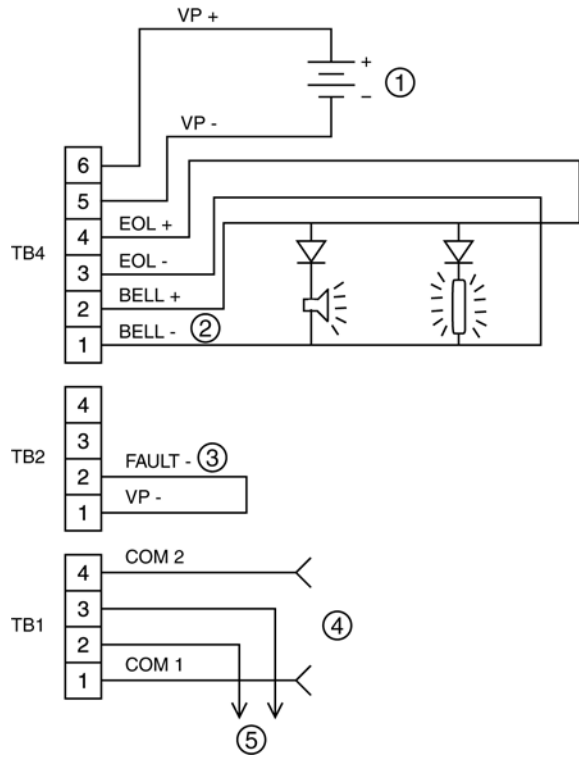 VP +
+
1
−
VP -
6
5
4 EOL +
TB4
3 EOL -
2 BELL +
1 BELL - 2
4
3
TB2
2 FAULT - 3
1 VP -
4 COM 2
3
TB1
4
2
1 COM 1
5